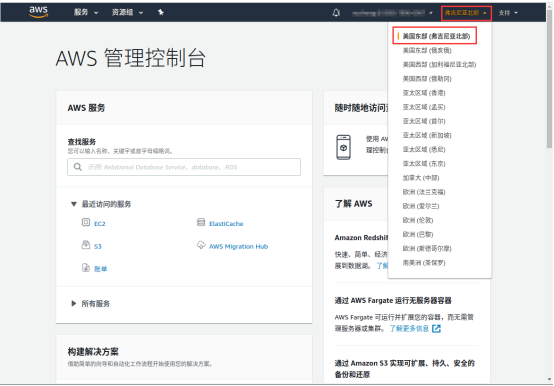 aws
服务
资源组
弗吉尼亚北部
支持
美国东部 (弗吉尼亚北部)
美国东部 (俄亥俄)
美国西部 (加利福尼亚北部)
美国西部 (俄勒冈)
亚太区域 (香港)
亚太区域 (孟买)
亚太区域 (首尔)
亚太区域 (新加坡)
亚太区域 (悉尼)
亚太区域 (东京)
加拿大 (中部)
欧洲 (法兰克福)
欧洲 (爱尔兰)
欧洲 (伦敦)
欧洲 (巴黎)
欧洲 (斯德哥尔摩)
南美洲 (圣保罗)
AWS 管理控制台
AWS 服务
查找服务
您可以输入名称、关键字或首字母缩略词。
示例: Relational Database Service、database、RDS
最近访问的服务
EC2
ElastiCache
S3
AWS Migration Hub
账单
所有服务
构建解决方案
借助简单的向导和自动化工作流程开始使用您的解决方案。
随时随地访问
使用 AW
理控制台
了解 AWS
Amazon Redshift
快速、简单、经济
展到数据湖。 了解
通过 AWS Fargate 运行无服务器容器
AWS Fargate 可运行并扩展您的容器，而无需管
理服务器或集群。 了解更多信息
通过 Amazon S3 实现可扩展、持久、安全的
备份和还原